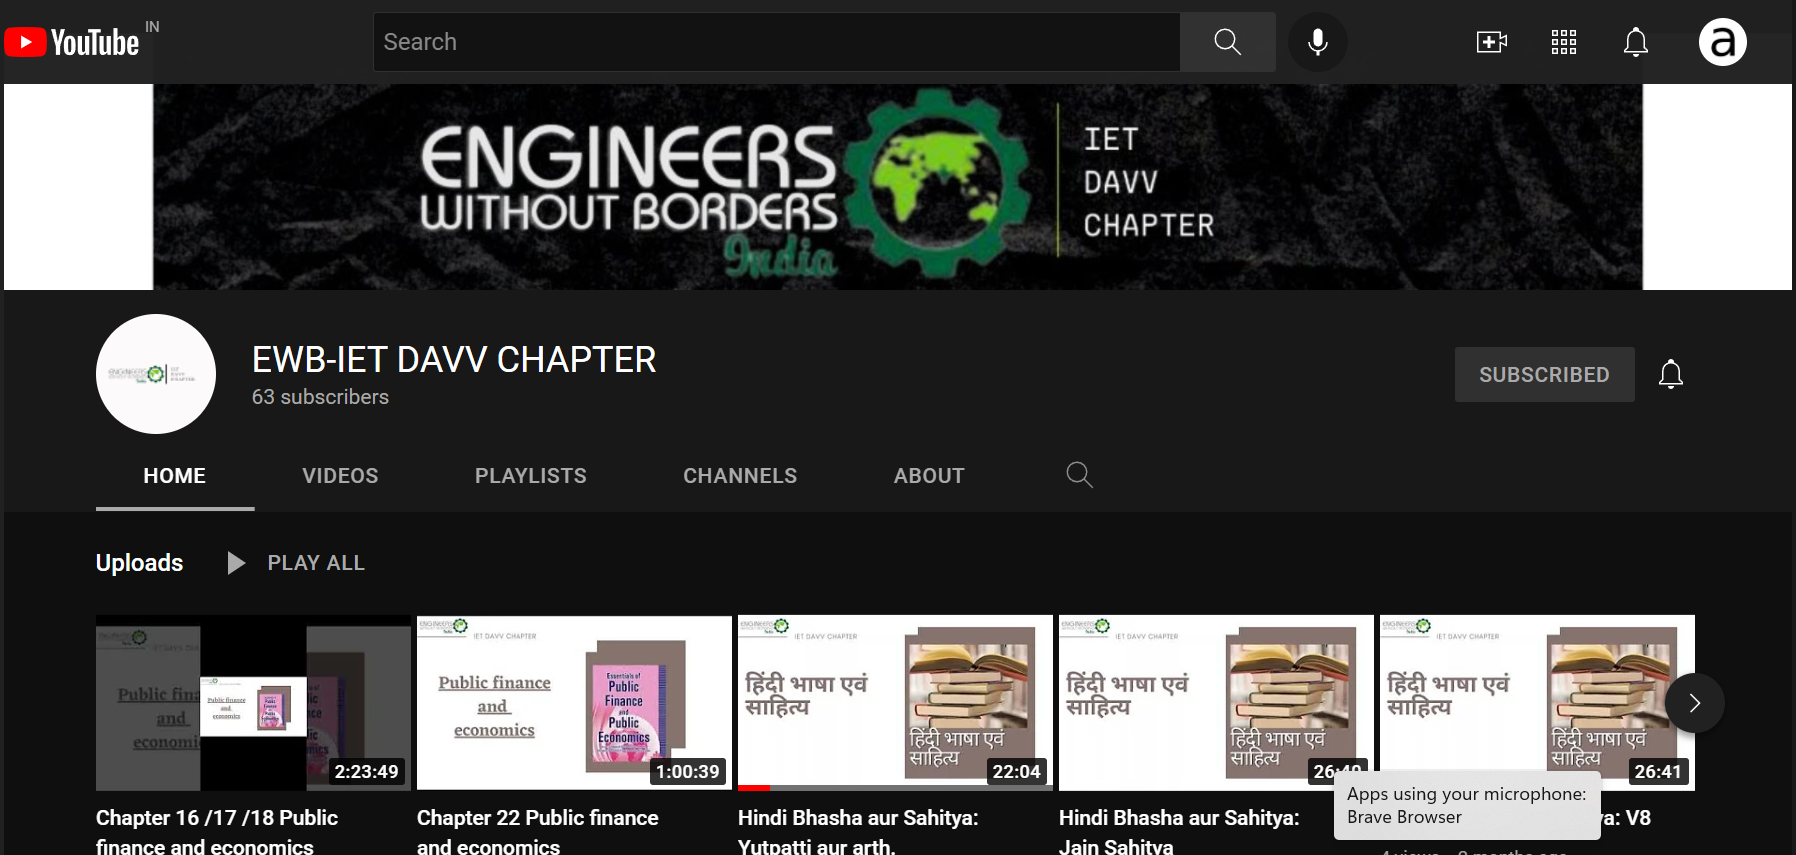 YouTube IN
Search
a
ENGINEERS
WITHOUT BORDERS
India
IET
DAVV
CHAPTER
EWB-IET DAVV CHAPTER
63 subscribers
SUBSCRIBED
HOME VIDEOS PLAYLISTS CHANNELS ABOUT
Uploads PLAY ALL
Public finance
and
economics
2:23:49
Chapter 16 /17 /18 Public
finance and economics
IET DAVV CHAPTER
Public finance
and
economics
Essentials of
Public
Finance
and
Public
Economics
1:00:39
Chapter 22 Public finance
and economics
ENGINEERS
IET DAVV CHAPTER
हिंदी भाषा एवं
साहित्य
हिंदी भाषा एवं
साहित्य
22:04
Hindi Bhasha aur Sahitya:
Yutpatti aur arth.
ENGINEERS
IET DAVV CHAPTER
हिंदी भाषा एवं
साहित्य
हिंदी भाषा एवं
साहित्य
Hindi Bhasha aur Sahitya:
Jain Sahitya
ENGINEERS
IET DAVV CHAPTER
हिंदी भाषा एवं
साहित्य
हिंदी भाषा एवं
साहित्य
26:41
V8
Apps using your microphone:
Brave Browser